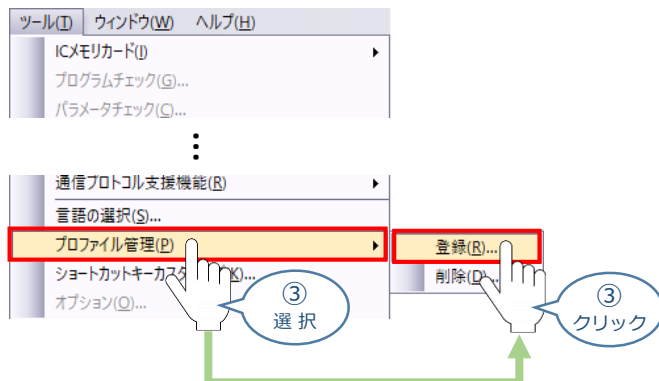 ツール(T) ウィンドウ(W) ヘルプ(H)
ICメモリカード(I)
プログラムチェック(G)...
パラメータチェック(C)...
通信プロトコル支援機能(R)
言語の選択(S)...
プロファイル管理(P)
登録(R)...
ショートカットキーカスタ K)...
削除(D)...
オプション(O)...
③
選 択
③
クリック